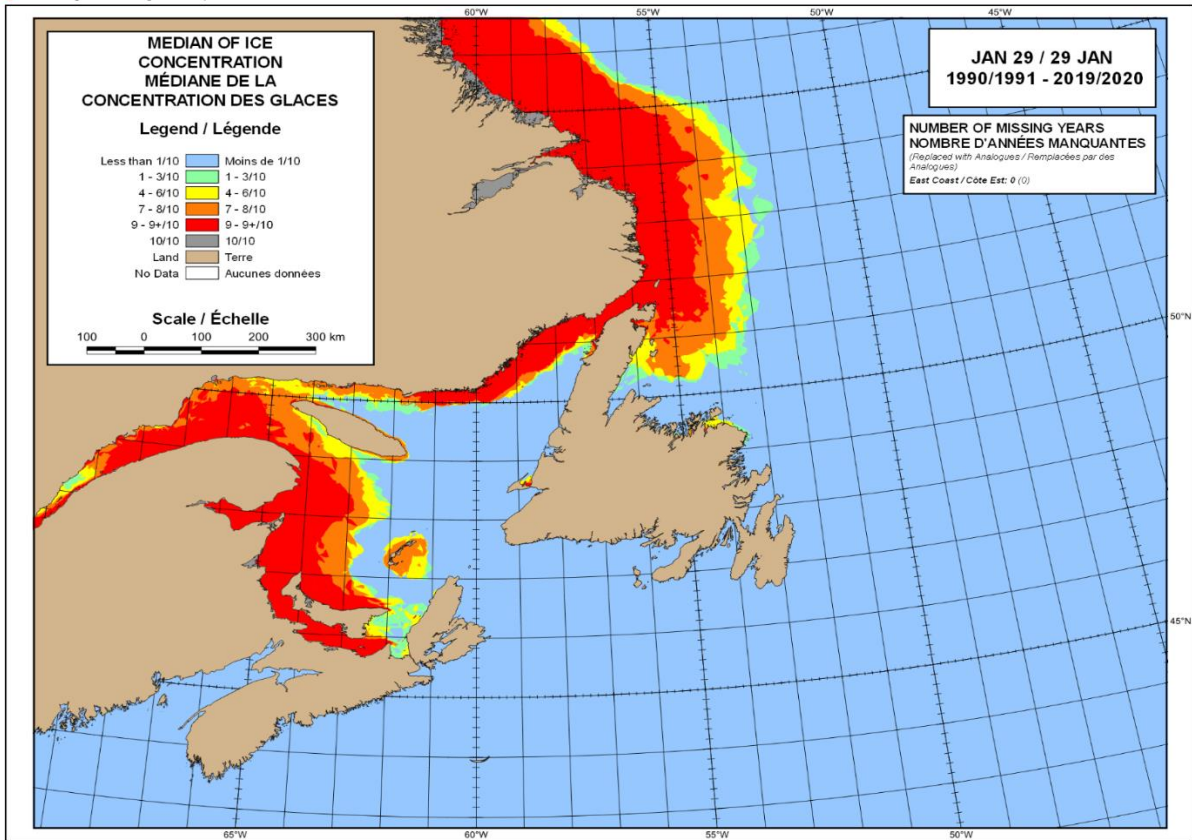 60°W 55°W 50°W 45°W
MEDIAN OF ICE
CONCENTRATION
MÉDIANE DE LA
CONCENTRATION DES GLACES
Legend / Légende
Less than 1/10 Moins de 1/10
1 - 3/10 1 - 3/10
4 - 6/10 4 - 6/10
7 - 8/10 7 - 8/10
9 - 9+/10 9 - 9+/10
10/10 10/10
Land Terre
No Data Aucunes données
Scale / Échelle
100 0 100 200 300 km
JAN 29 / 29 JAN
1990/1991 - 2019/2020
NUMBER OF MISSING YEARS
NOMBRE D'ANNÉES MANQUANTES
(Replaced with Analogues / Remplacées par des
Analogues)
East Coast / Côte Est: 0 (0)
50°N
45°N
65°W 60°W 55°W 50°W